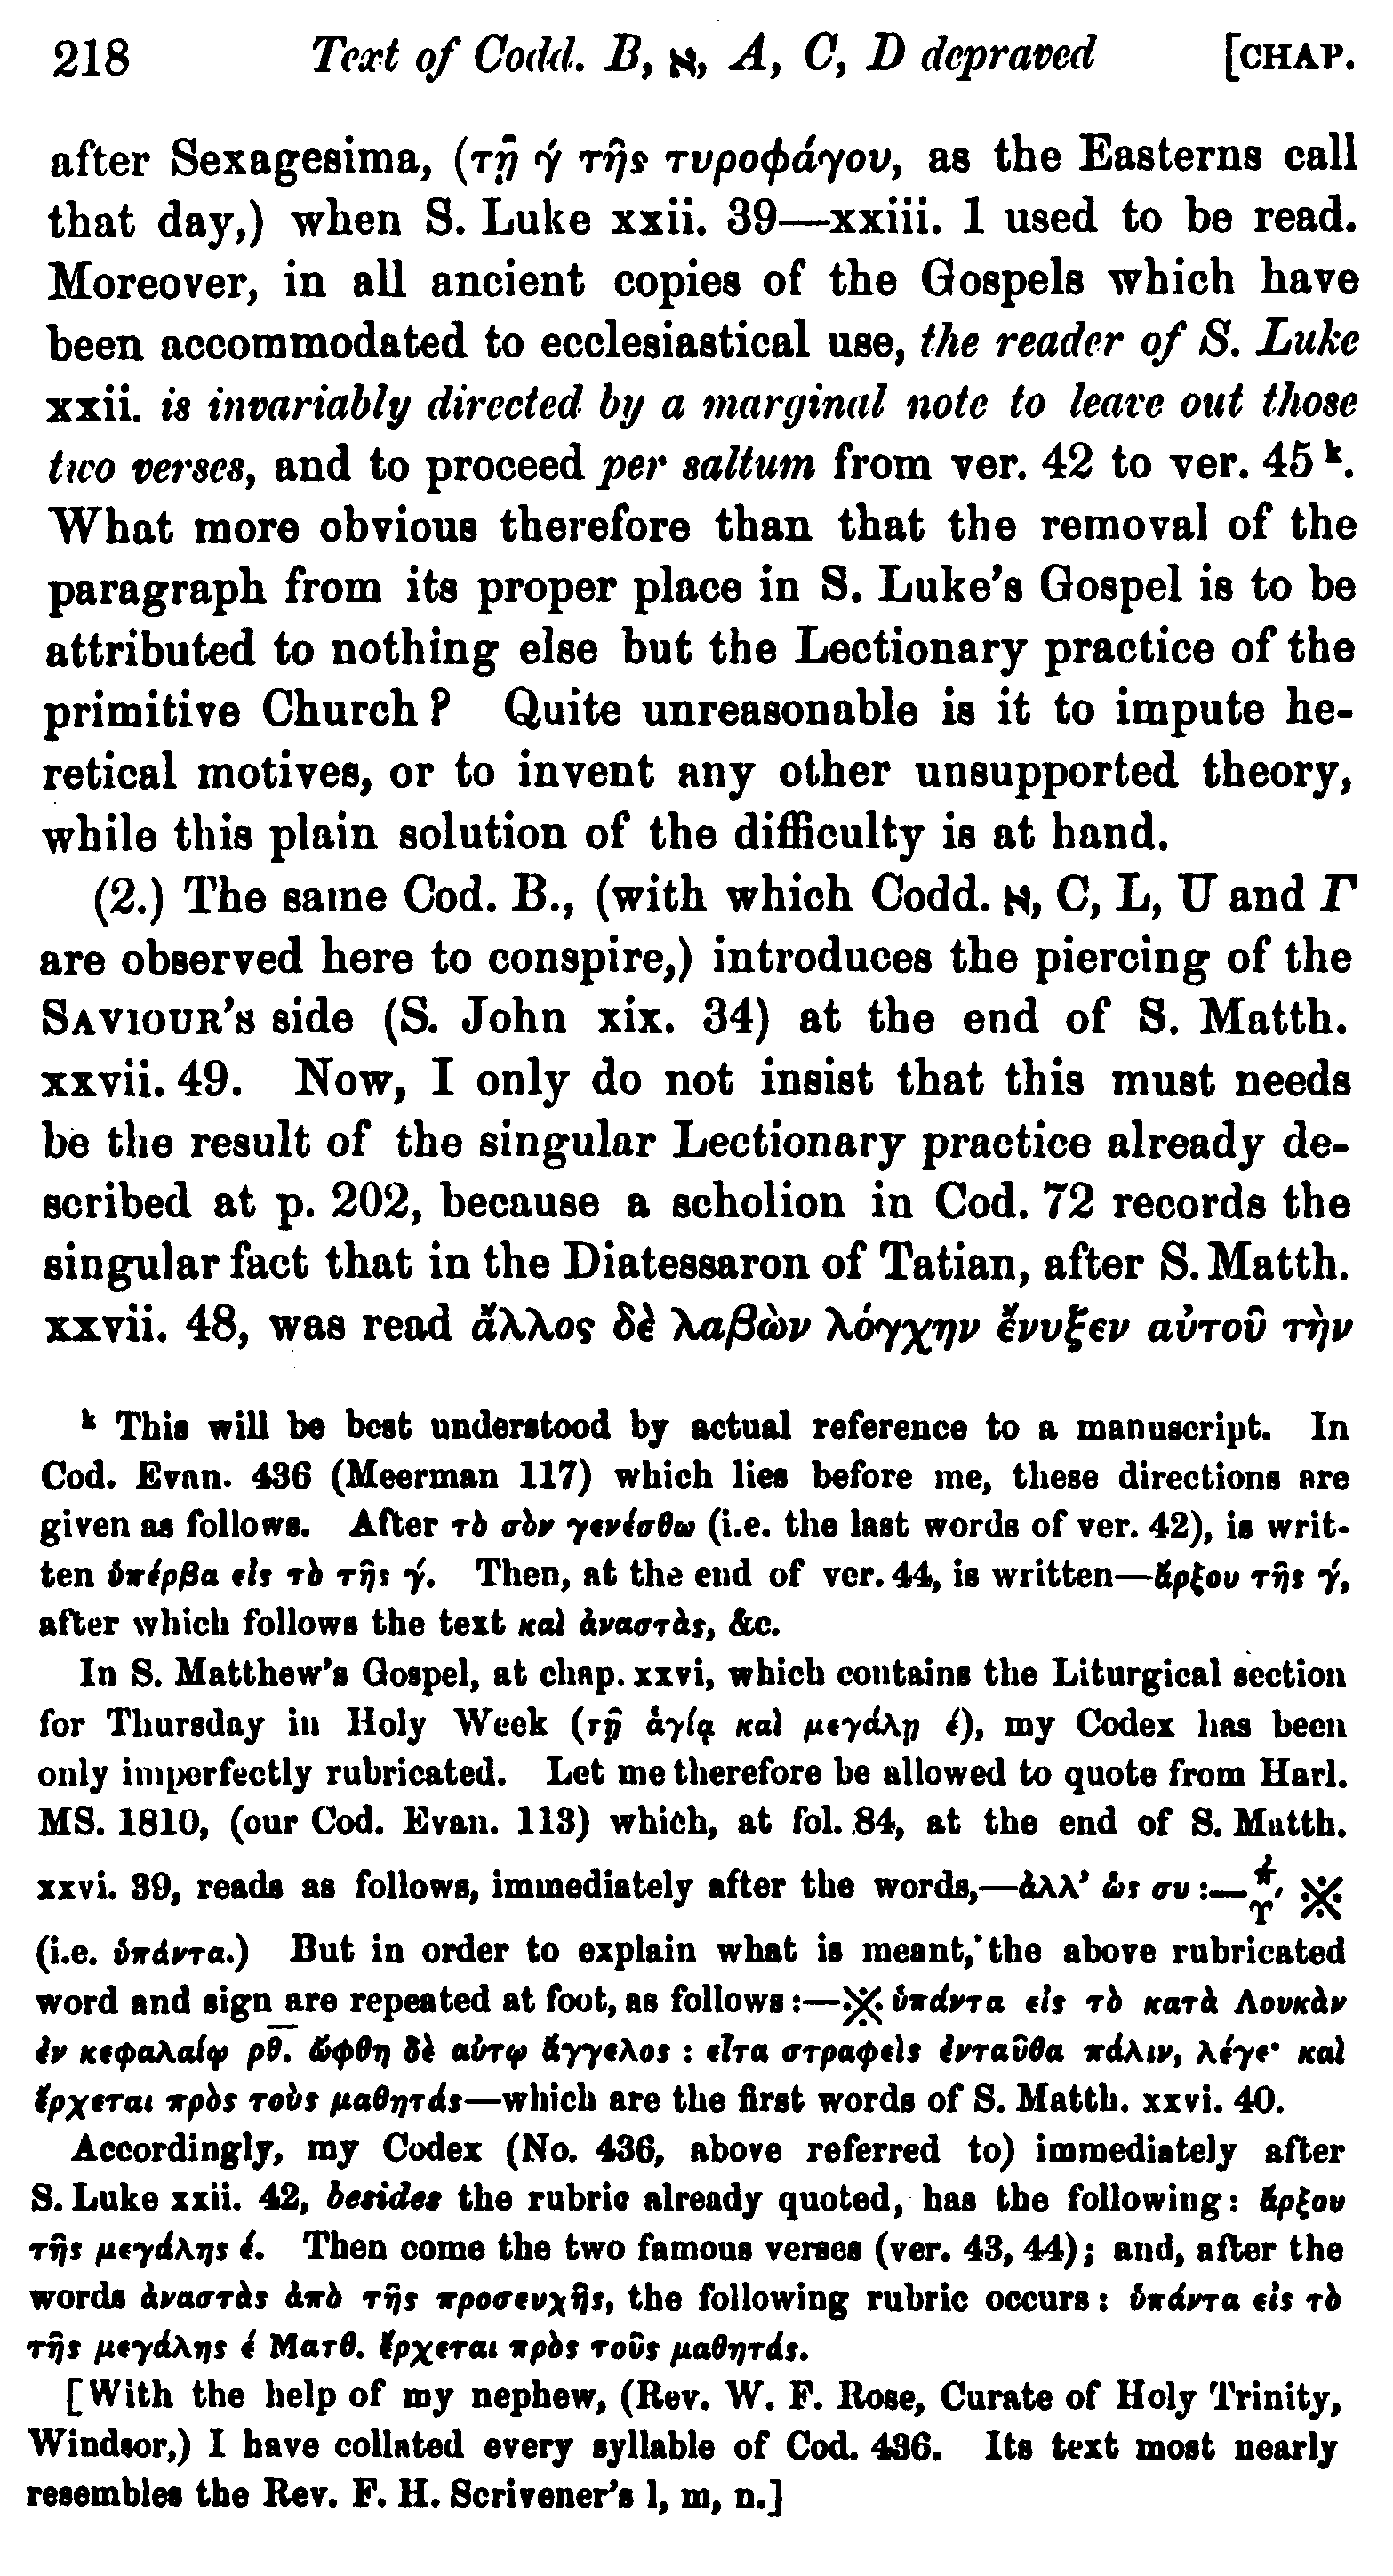 218 Text of Codd. B, א, A, C, D depraved [CHAP.
after Sexagesima, (τῇ γ́ τῆς τυροφάγου, as the Easterns call
that day,) when S. Luke xxii. 39—xxiii. 1 used to be read.
Moreover, in all ancient copies of the Gospels which have
been accommodated to ecclesiastical use, the reader of S. Luke
xxii. is invariably directed by a marginal note to leave out those
two verses, and to proceed per saltum from ver. 42 to ver. 45 k.
What more obvious therefore than that the removal of the
paragraph from its proper place in S. Luke's Gospel is to be
attributed to nothing else but the Lectionary practice of the
primitive Church? Quite unreasonable is it to impute he-
retical motives, or to invent any other unsupported theory,
while this plain solution of the difficulty is at hand.
(2.) The same Cod. B., (with which Codd. א, C, L, U and Γ
are observed here to conspire,) introduces the piercing of the
SAVIOUR'S side (S. John xix. 34) at the end of S. Matth.
xxvii. 49. Now, I only do not insist that this must needs
be the result of the singular Lectionary practice already de-
scribed at p. 202, because a scholion in Cod. 72 records the
singular fact that in the Diatessaron of Tatian, after S. Matth.
xxvii. 48, was read ἄλλος δὲ λαβὼν λόγχην ἔνυξεν αὐτοῦ τὴν
k This will be best understood by actual reference to a manuscript. In
Cod. Evan. 436 (Meerman 117) which lies before me, these directions are
given as follows. After τὸ σὸν γενέσθω (i.e. the last words of ver. 42), is writ-
ten ὑπέρβα εἰς τὸ τῆς γ́. Then, at the end of ver. 44, is written—ἄρξου τῆς γ́,
after which follows the text καὶ ἀναστὰς, &c.
In S. Matthew's Gospel, at chap. xxvi, which contains the Liturgical section
for Thursday in Holy Week (τῇ ἁγίᾳ καὶ μεγάλῃ έ), my Codex has been
only imperfectly rubricated. Let me therefore be allowed to quote from Harl.
MS. 1810, (our Cod. Evan. 113) which, at fol. 84, at the end of S. Matth.
xxvi. 39, reads as follows, immediately after the words,—ἀλλ' ὡς συ :— ※
(i.e. ὑπάντα.) But in order to explain what is meant, the above rubricated
word and sign are repeated at foot, as follows :—※ ὑπάντα εἰς τὸ κατὰ Λουκὰν
ἐν κεφαλαίῳ ρθ̅. ὤφθη δὲ αὐτῳ ἄγγελος : εἶτα στραφεὶς ἐνταῦθα πάλιν, λέγε· καὶ
ἔρχεται πρὸς τοὺς μαθητάς—which are the first words of S. Matth. xxvi. 40.
Accordingly, my Codex (No. 436, above referred to) immediately after
S. Luke xxii. 42, besides the rubric already quoted, has the following: ἄρξου
τῆς μεγάλης έ. Then come the two famous verses (ver. 43, 44); and, after the
words ἀναστὰς ἀπὸ τῆς προσευχῆς, the following rubric occurs: ὑπάντα εἰς τὸ
τῆς μεγάλης έ Ματθ. ἔρχεται πρὸς τοῦς μαθητάς.
[With the help of my nephew, (Rev. W. F. Rose, Curate of Holy Trinity,
Windsor,) I have collated every syllable of Cod. 436. Its text most nearly
resembles the Rev. F. H. Scrivener's l, m, n.]